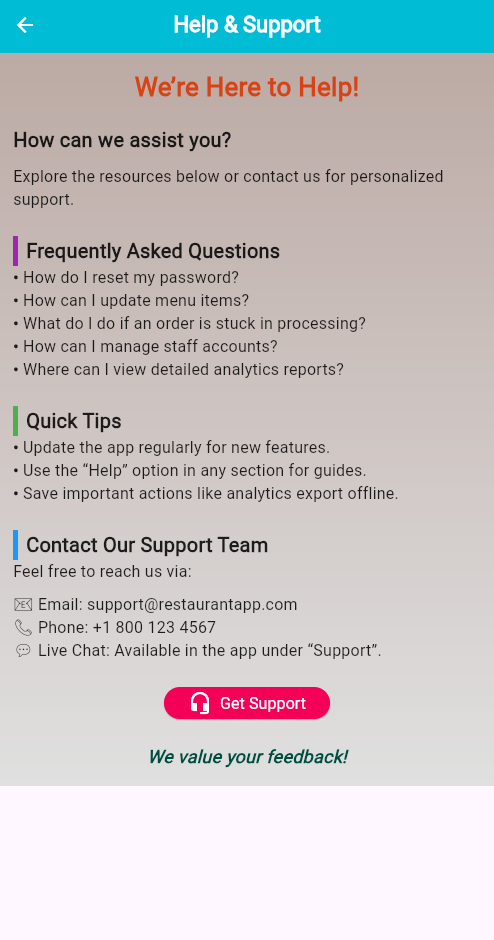 Help & Support
We’re Here to Help!
How can we assist you?
Explore the resources below or contact us for personalized
support.
Frequently Asked Questions
• How do I reset my password?
• How can I update menu items?
• What do I do if an order is stuck in processing?
• How can I manage staff accounts?
• Where can I view detailed analytics reports?
Quick Tips
• Update the app regularly for new features.
• Use the “Help” option in any section for guides.
• Save important actions like analytics export offline.
Contact Our Support Team
Feel free to reach us via:
📧 Email: support@restaurantapp.com
📞 Phone: +1 800 123 4567
💬 Live Chat: Available in the app under “Support”.
Get Support
We value your feedback!